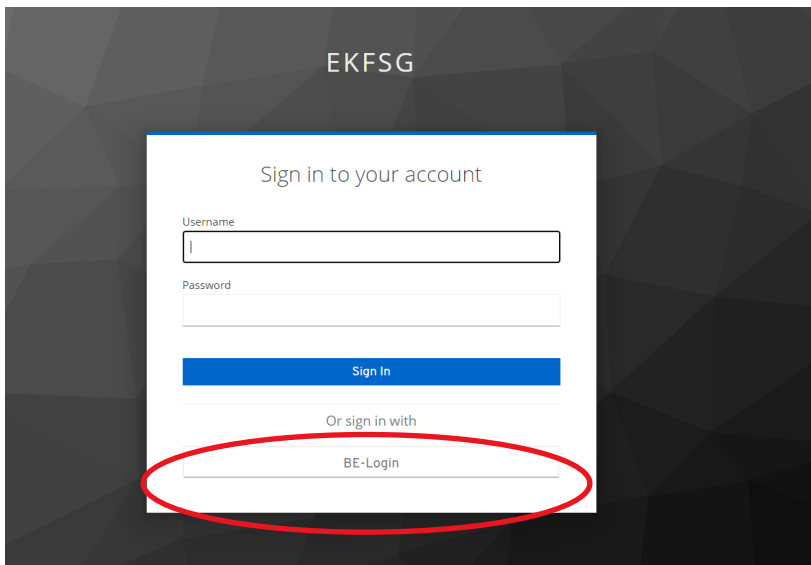 EKFSG
Sign in to your account
Username
Password
Sign In
Or sign in with
BE-Login